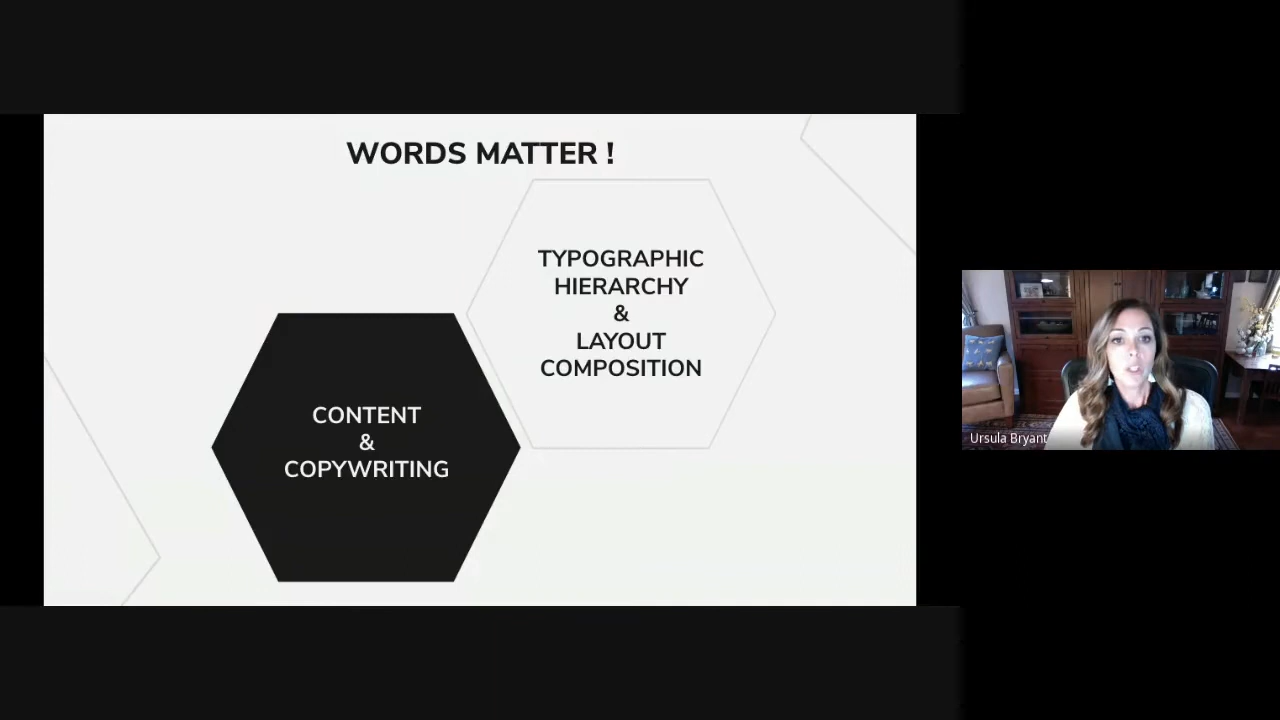 WORDS MATTER !
TYPOGRAPHIC
HIERARCHY
&
LAYOUT
COMPOSITION
CONTENT
&
COPYWRITING
Ursula Bryant